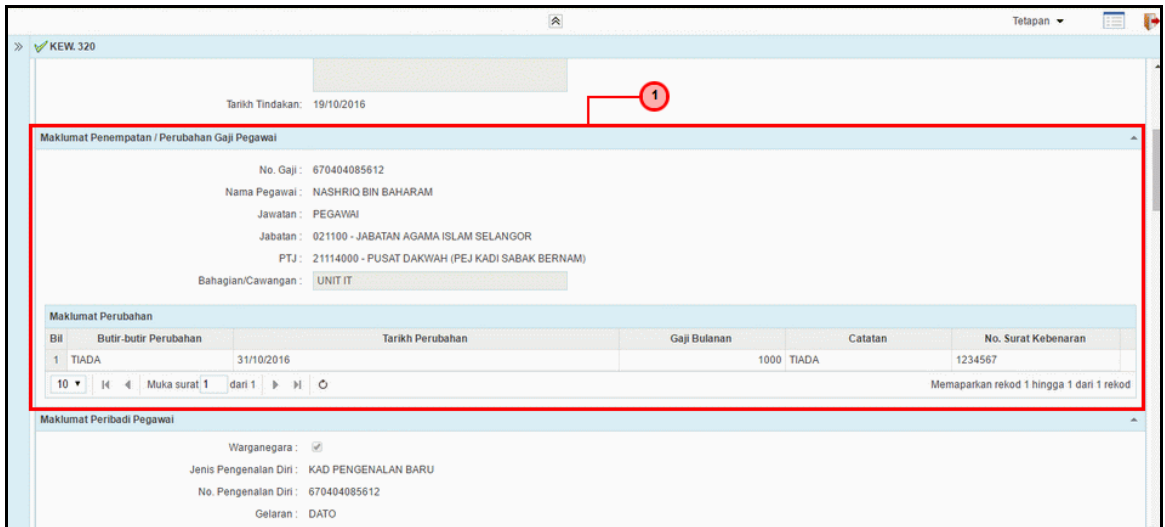 Tetapan
KEW. 320
Tarikh Tindakan: 19/10/2016
1
Maklumat Penempatan / Perubahan Gaji Pegawai
No. Gaji : 670404085612
Nama Pegawai : NASHRIQ BIN BAHARAM
Jawatan : PEGAWAI
Jabatan : 021100 - JABATAN AGAMA ISLAM SELANGOR
PTJ : 21114000 - PUSAT DAKWAH (PEJ KADI SABAK BERNAM)
Bahagian/Cawangan : UNIT IT
Maklumat Perubahan
Bil Butir-butir Perubahan Tarikh Perubahan Gaji Bulanan Catatan No. Surat Kebenaran
1 TIADA 31/10/2016 1000 TIADA 1234567
10 Muka surat 1 dari 1 Memaparkan rekod 1 hingga 1 dari 1 rekod
Maklumat Peribadi Pegawai
Warganegara :
Jenis Pengenalan Diri : KAD PENGENALAN BARU
No. Pengenalan Diri : 670404085612
Gelaran : DATO